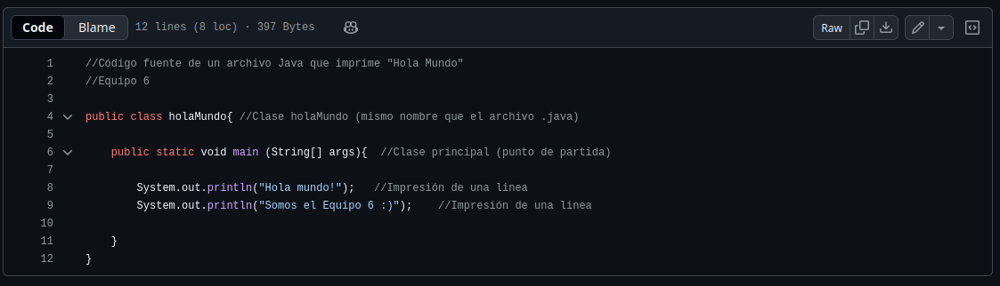 Code Blame 12 lines (8 loc) · 397 Bytes Raw
1 //Código fuente de un archivo Java que imprime "Hola Mundo"
2 //Equipo 6
3
4 public class holaMundo{ //Clase holaMundo (mismo nombre que el archivo .java)
5
6     public static void main (String[] args){  //Clase principal (punto de partida)
7
8         System.out.println("Hola mundo!");   //Impresión de una linea
9         System.out.println("Somos el Equipo 6 :)");    //Impresión de una linea
10
11     }
12 }